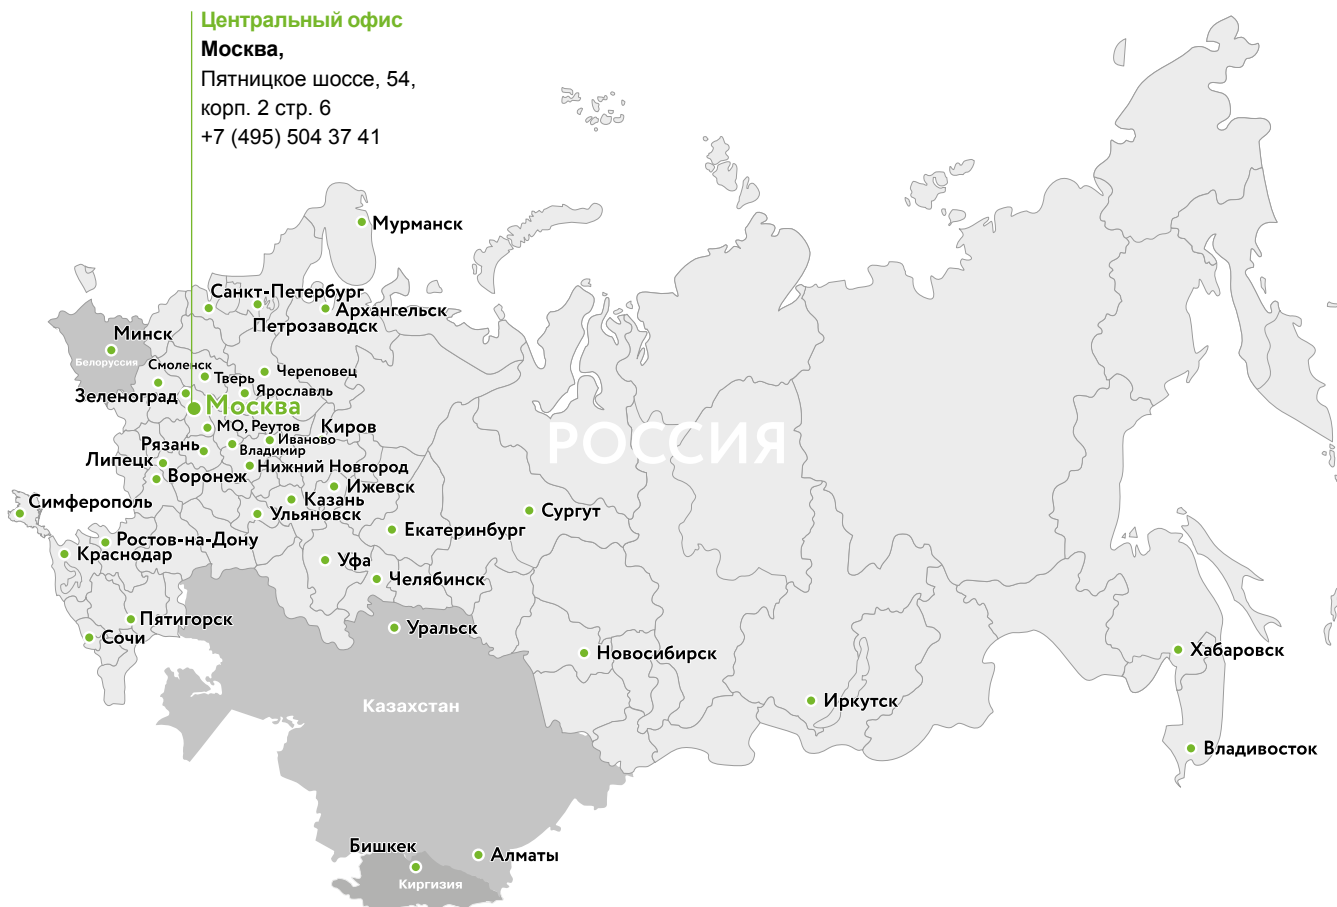 Центральный офис
Москва,
Пятницкое шоссе, 54,
корп. 2 стр. 6
+7 (495) 504 37 41
Мурманск
Санкт-Петербург
Архангельск
Петрозаводск
Минск
Белоруссия
Смоленск
Тверь
Череповец
Ярославль
Зеленоград
Москва
МО, Реутов
Киров
Иваново
Рязань
Владимир
Липецк
Нижний Новгород
Воронеж
Ижевск
Казань
Симферополь
Ульяновск
РОССИЯ
Сургут
Екатеринбург
Ростов-на-Дону
Краснодар
Уфа
Челябинск
Пятигорск
Сочи
Уральск
Новосибирск
Хабаровск
Иркутск
Казахстан
Владивосток
Бишкек
Алматы
Киргизия